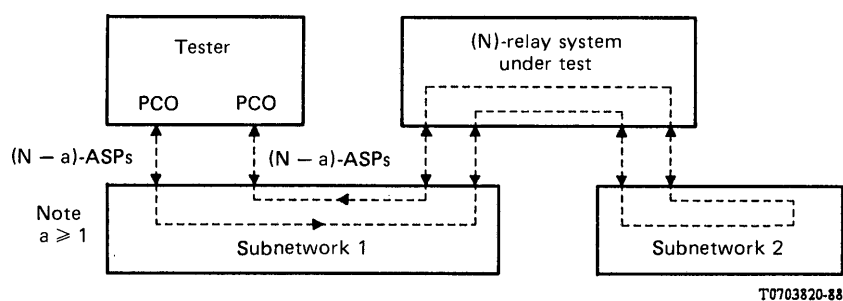 Tester
(N)-relay system
under test
PCO PCO
(N – a)-ASPs
(N – a)-ASPs
Note
a ⩾ 1
Subnetwork 1
Subnetwork 2
T0703820-88